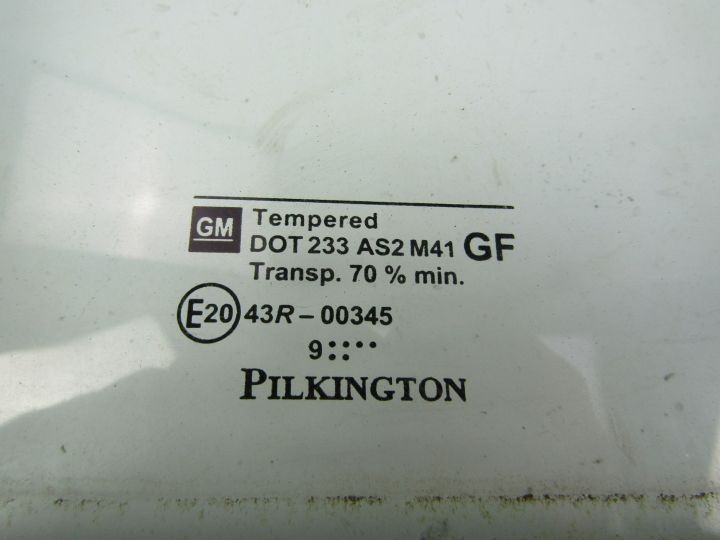 GM Tempered
DOT 233 AS2 M41 GF
Transp. 70 % min.
E20 43R – 00345
9::··
PILKINGTON